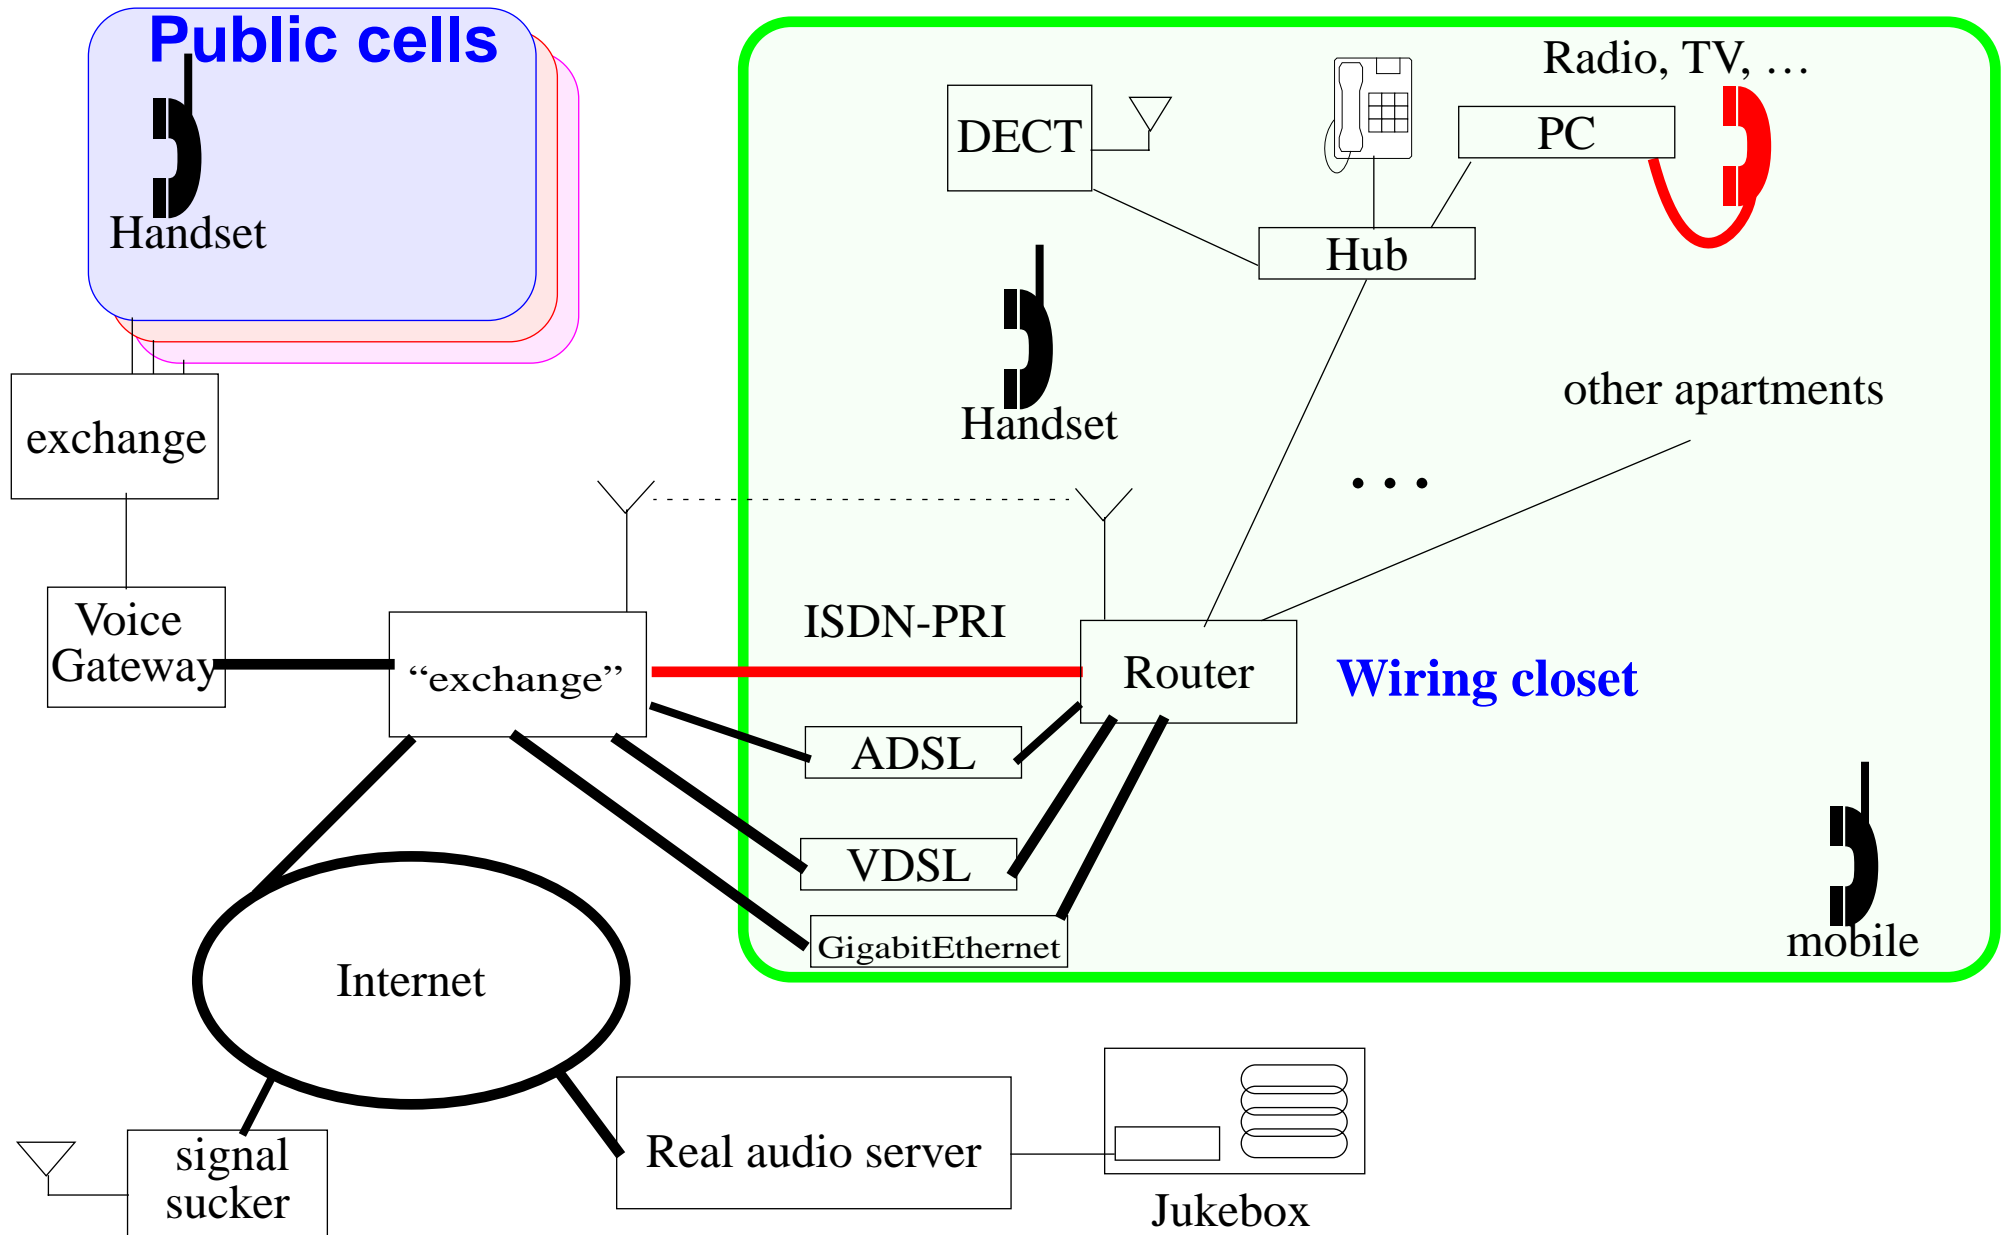 Public cells
Handset
exchange
Voice
Gateway
“exchange”
Internet
signal
sucker
Real audio server
Jukebox
DECT
Radio, TV, …
PC
Hub
Handset
other apartments
. . .
ISDN-PRI
Router
Wiring closet
ADSL
VDSL
GigabitEthernet
mobile